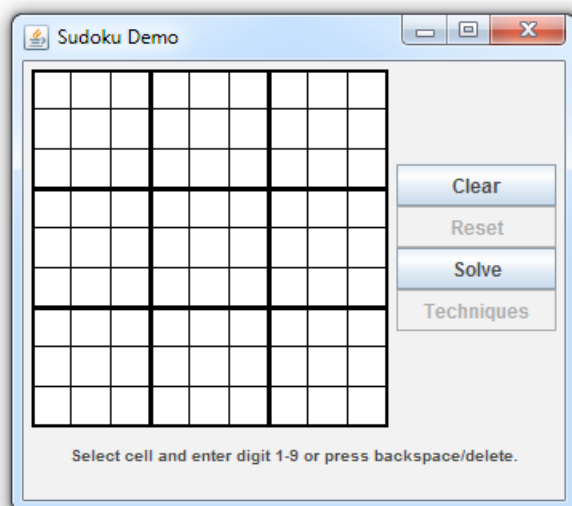 Sudoku Demo
Clear
Reset
Solve
Techniques
Select cell and enter digit 1-9 or press backspace/delete.